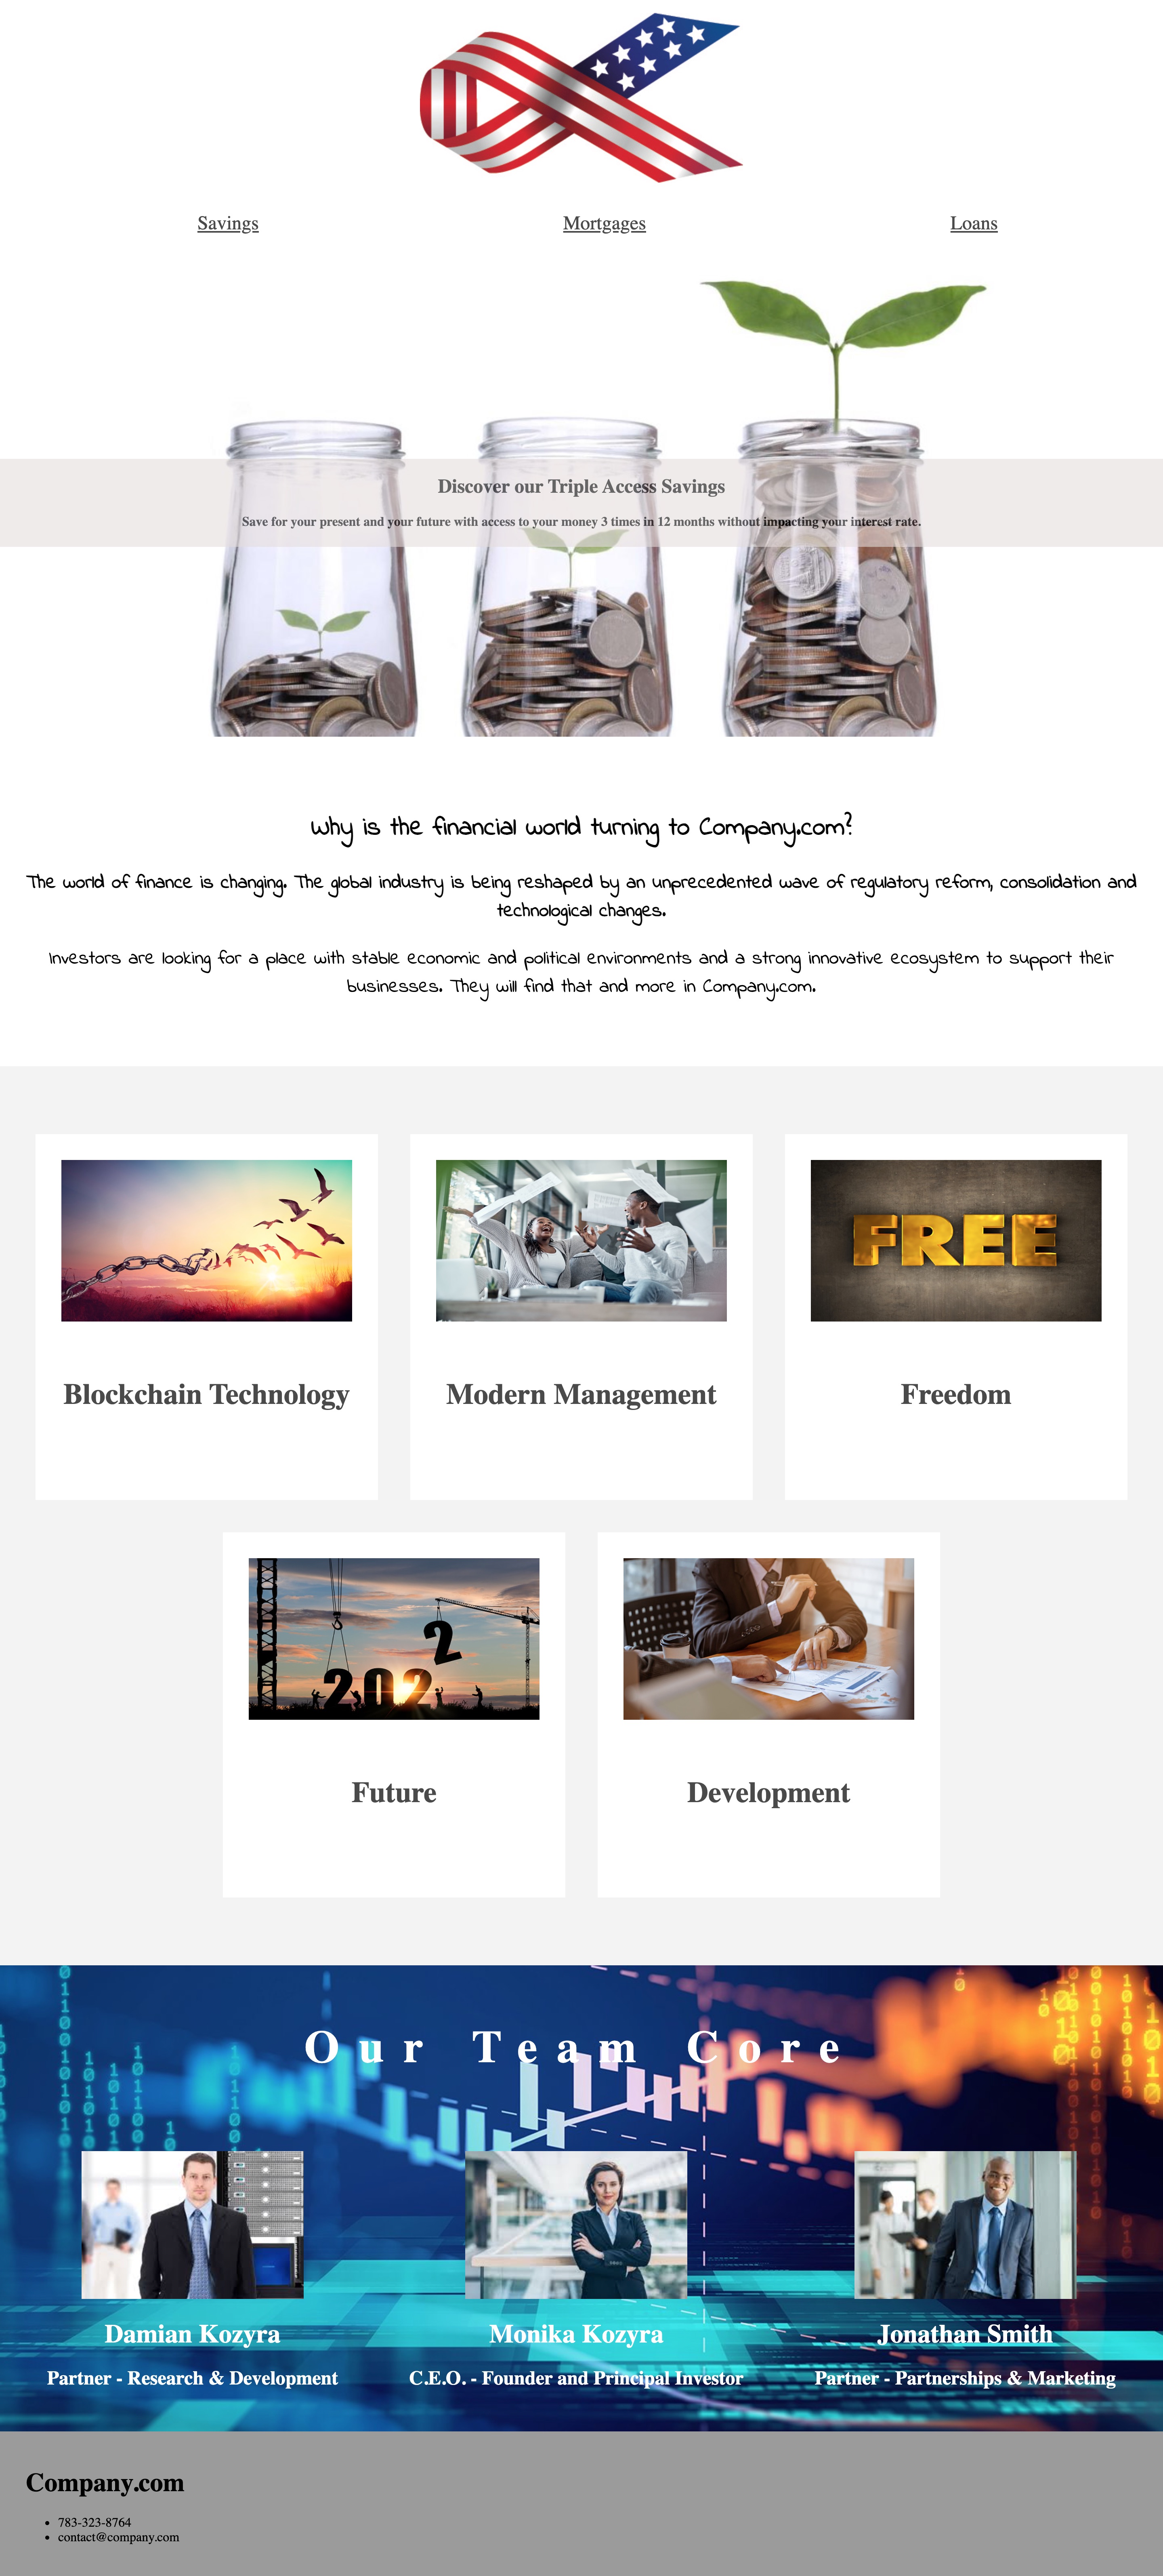 Savings Mortgages Loans
Discover our Triple Access Savings
Save for your present and your future with access to your money 3 times in 12 months without impacting your interest rate.
Why is the financial world turning to Company.com?
The world of finance is changing. The global industry is being reshaped by an unprecedented wave of regulatory reform, consolidation and
technological changes.
Investors are looking for a place with stable economic and political environments and a strong innovative ecosystem to support their
businesses. They will find that and more in Company.com.
FREE
Blockchain Technology
Modern Management
Freedom
2022
Future
Development
Our Team Core
Damian Kozyra
Partner - Research & Development
Monika Kozyra
C.E.O. - Founder and Principal Investor
Jonathan Smith
Partner - Partnerships & Marketing
Company.com
783-323-8764
contact@company.com